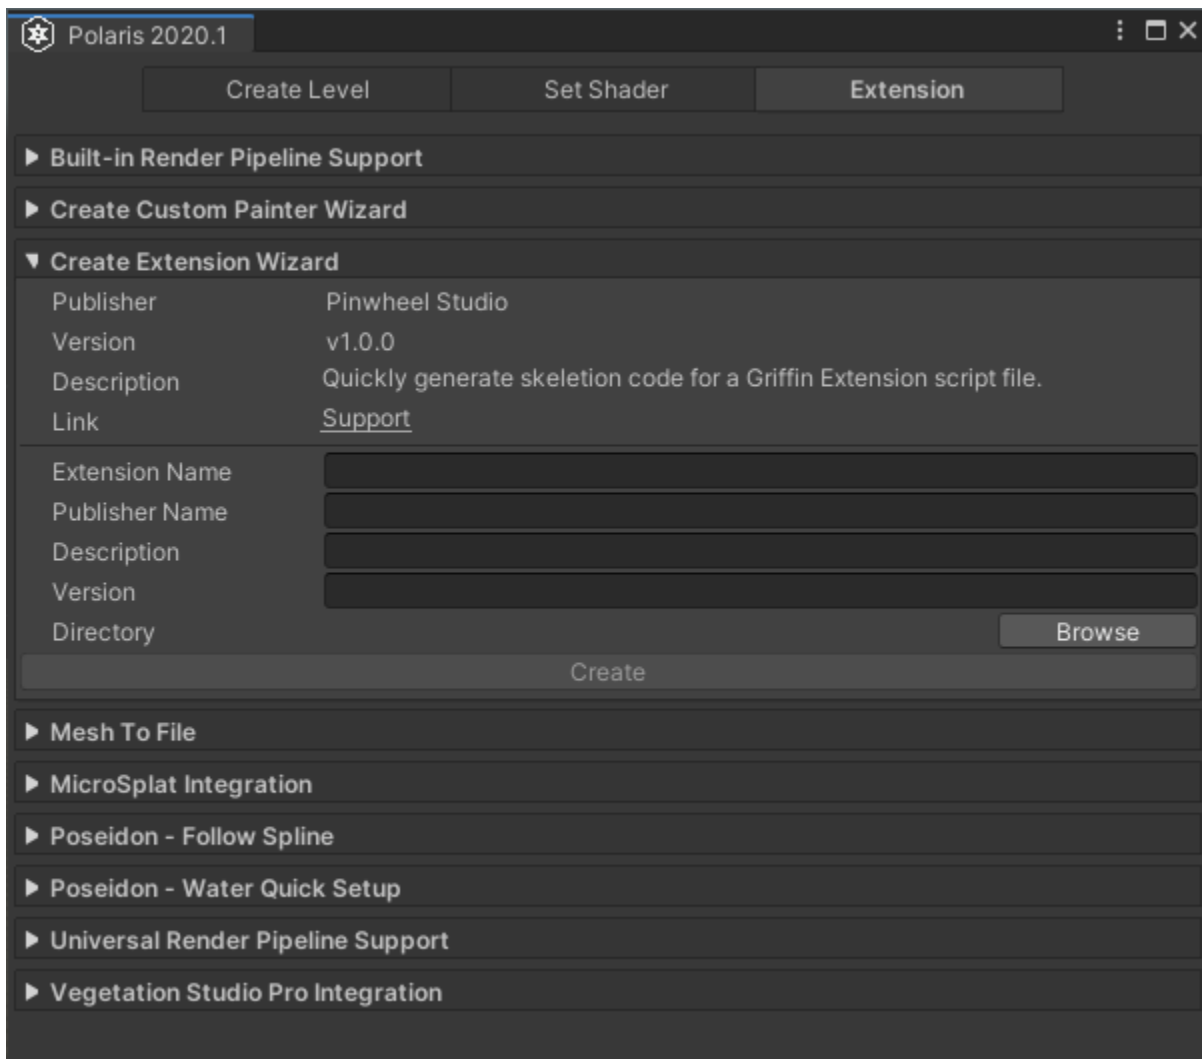 Polaris 2020.1
Create Level Set Shader Extension
Built-in Render Pipeline Support
Create Custom Painter Wizard
Create Extension Wizard
Publisher Pinwheel Studio
Version v1.0.0
Description Quickly generate skeletion code for a Griffin Extension script file.
Link Support
Extension Name
Publisher Name
Description
Version
Directory Browse
Create
Mesh To File
MicroSplat Integration
Poseidon - Follow Spline
Poseidon - Water Quick Setup
Universal Render Pipeline Support
Vegetation Studio Pro Integration